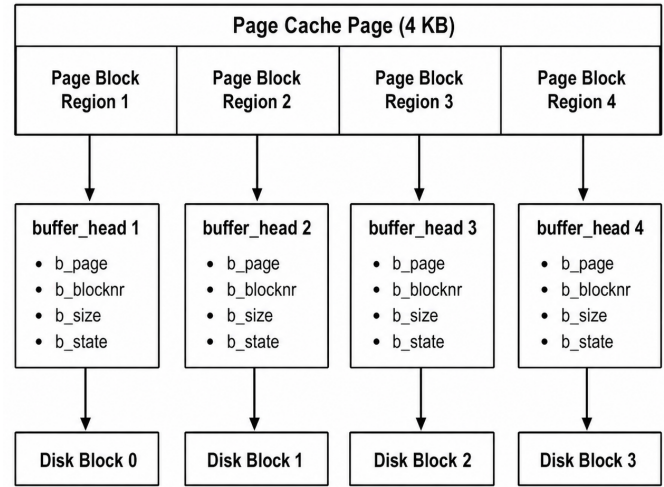 Page Cache Page (4 KB)
Page Block
Region 1
Page Block
Region 2
Page Block
Region 3
Page Block
Region 4
buffer_head 1
• b_page
• b_blocknr
• b_size
• b_state
buffer_head 2
• b_page
• b_blocknr
• b_size
• b_state
buffer_head 3
• b_page
• b_blocknr
• b_size
• b_state
buffer_head 4
• b_page
• b_blocknr
• b_size
• b_state
Disk Block 0
Disk Block 1
Disk Block 2
Disk Block 3